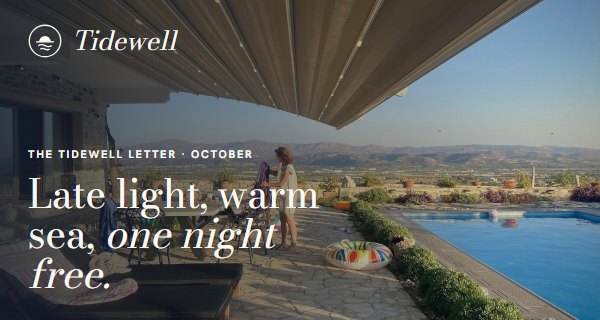 Tidewell
THE TIDEWELL LETTER · OCTOBER
Late light, warm
sea, one night
free.